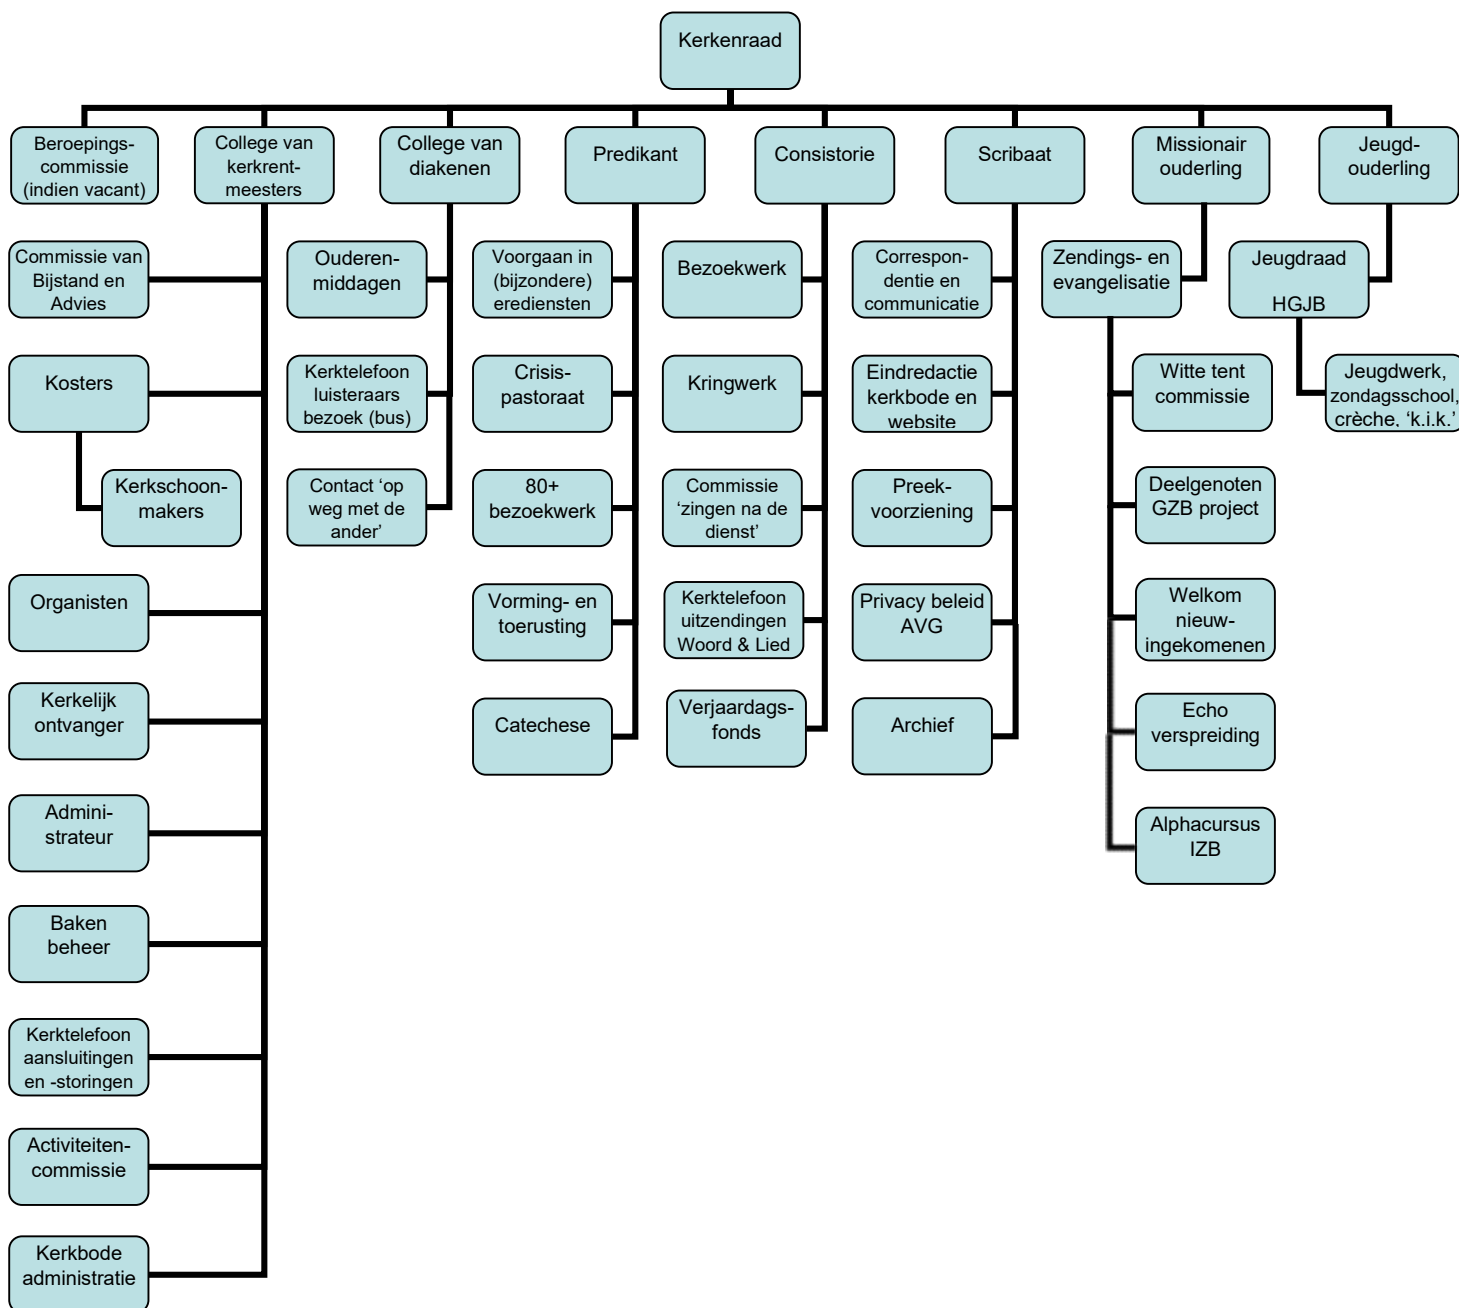 Kerkenraad
Beroepings-
commissie
(indien vacant)
College van
kerkrent-
meesters
College van
diakenen
Predikant
Consistorie
Scribaat
Missionair
ouderling
Jeugd-
ouderling
Commissie van
Bijstand en
Advies
Ouderen-
middagen
Voorgaan in
(bijzondere)
erediensten
Bezoekwerk
Correspon-
dentie en
communicatie
Zendings- en
evangelisatie
Jeugdraad
HGJB
Kosters
Kerktelefoon
luisteraars
bezoek (bus)
Crisis-
pastoraat
Kringwerk
Eindredactie
kerkbode en
website
Witte tent
commissie
Jeugdwerk,
zondagsschool,
crèche, ‘k.i.k.’
Kerkschoon-
makers
Contact ‘op
weg met de
ander’
80+
bezoekwerk
Commissie
‘zingen na de
dienst’
Preek-
voorziening
Deelgenoten
GZB project
Organisten
Vorming- en
toerusting
Kerktelefoon
uitzendingen
Woord & Lied
Privacy beleid
AVG
Welkom
nieuw-
ingekomenen
Kerkelijk
ontvanger
Catechese
Verjaardags-
fonds
Archief
Echo
verspreiding
Admini-
strateur
Alphacursus
IZB
Baken
beheer
Kerktelefoon
aansluitingen
en -storingen
Activiteiten-
commissie
Kerkbode
administratie